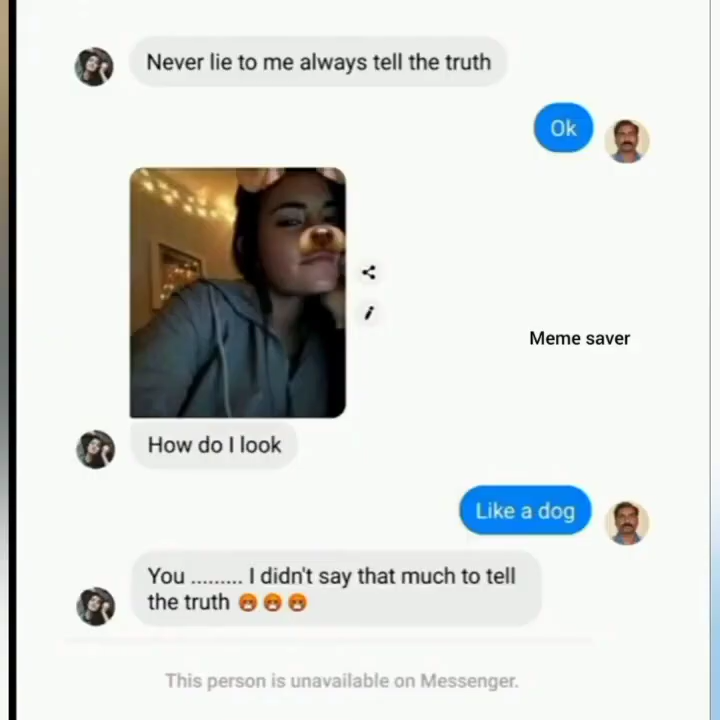 Never lie to me always tell the truth
Ok
Meme saver
How do I look
Like a dog
You ......... I didn't say that much to tell
the truth 😡😡😡
This person is unavailable on Messenger.